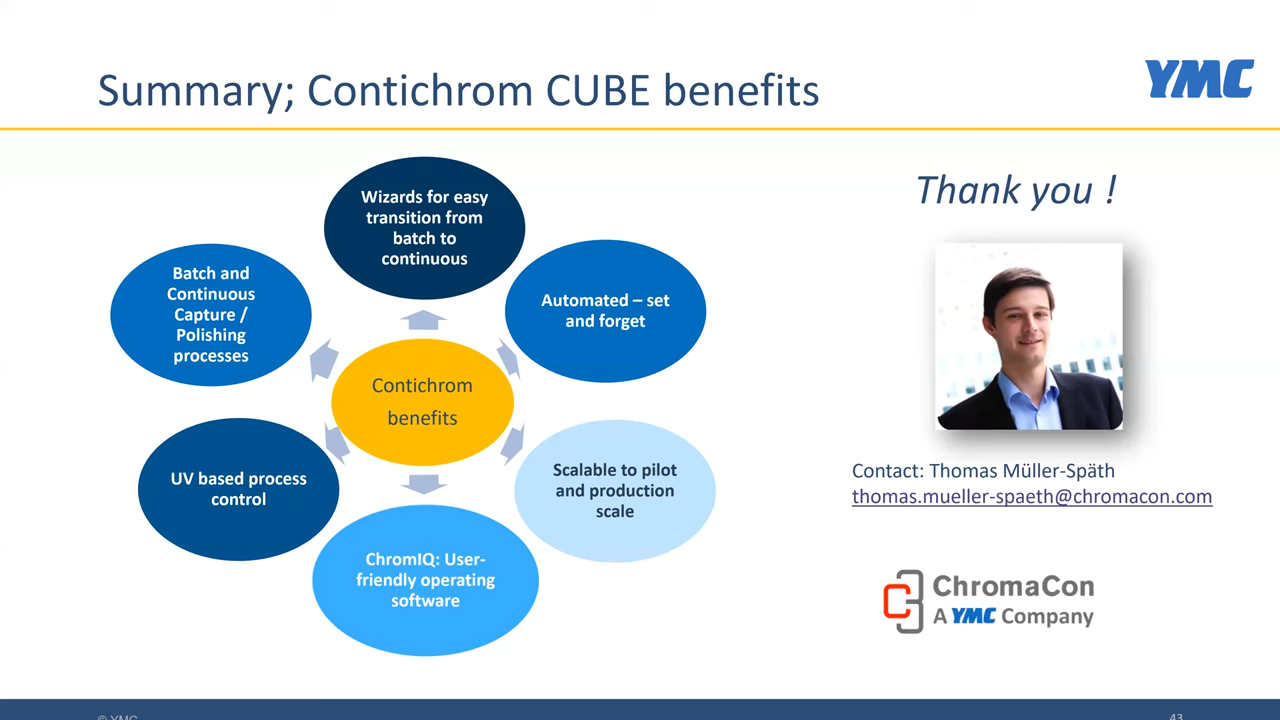 Summary; Contichrom CUBE benefits
YMC
Wizards for easy
transition from
batch to
continuous
Batch and
Continuous
Capture /
Polishing
processes
Automated – set
and forget
Contichrom
benefits
UV based process
control
Scalable to pilot
and production
scale
ChromIQ: User-
friendly operating
software
Thank you !
Contact: Thomas Müller-Späth
thomas.mueller-spaeth@chromacon.com
ChromaCon
A YMC Company
© YMC
43